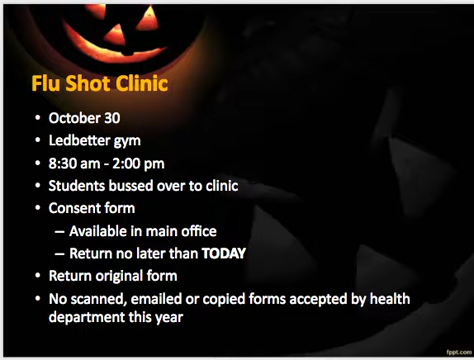 Flu Shot Clinic
• October 30
• Ledbetter gym
• 8:30 am - 2:00 pm
• Students bussed over to clinic
• Consent form
– Available in main office
– Return no later than TODAY
• Return original form
• No scanned, emailed or copied forms accepted by health
department this year
fppt.com